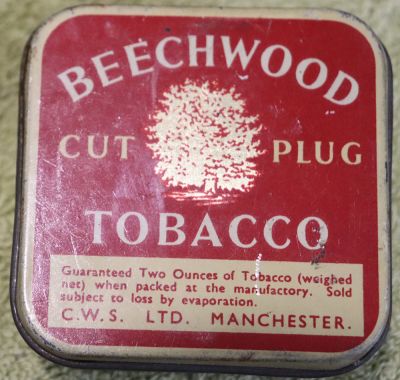 BEECHWOOD
CUT PLUG
TOBACCO
Guaranteed Two Ounces of Tobacco (weighed
net) when packed at the manufactory. Sold
subject to loss by evaporation.
C.W.S. LTD. MANCHESTER.